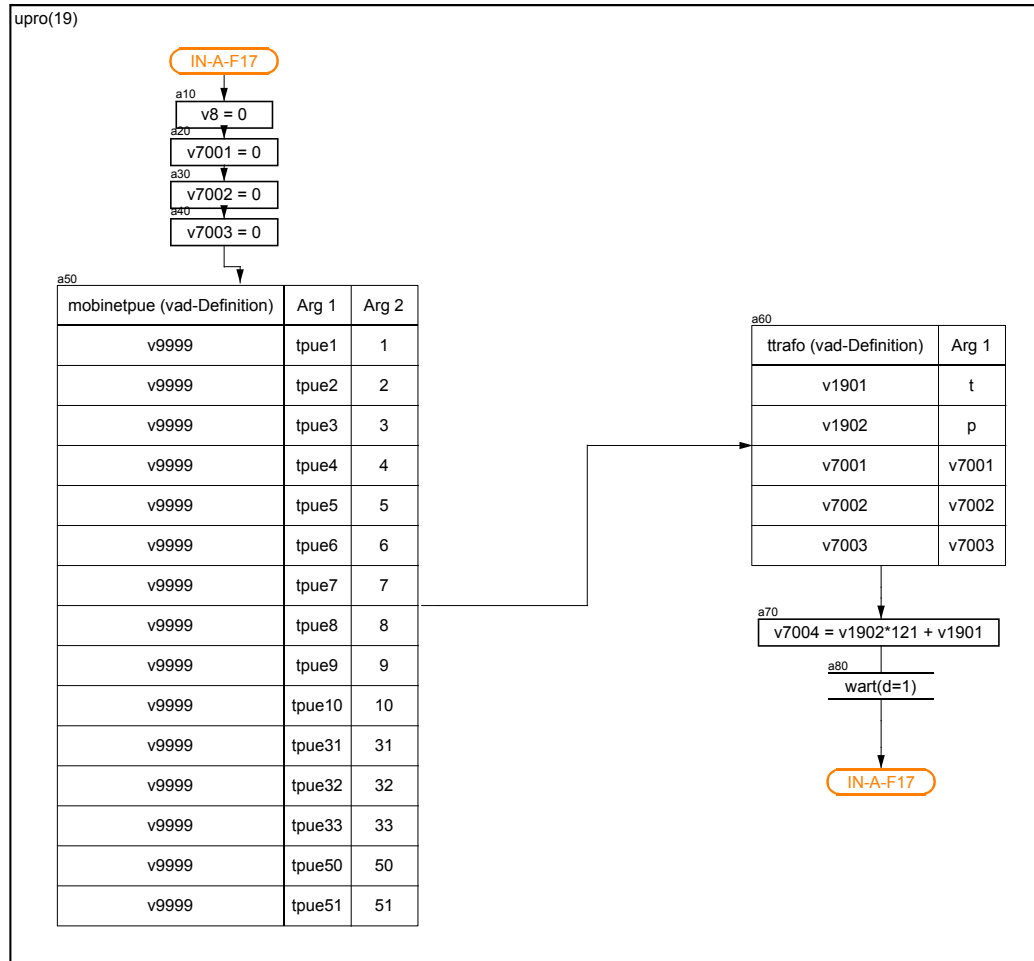 upro(19)
IN-A-F17
a10
v8 = 0
a20
v7001 = 0
a30
v7002 = 0
a40
v7003 = 0
a50
mobinetpue (vad-Definition) Arg 1 Arg 2
v9999 tpue1 1
v9999 tpue2 2
v9999 tpue3 3
v9999 tpue4 4
v9999 tpue5 5
v9999 tpue6 6
v9999 tpue7 7
v9999 tpue8 8
v9999 tpue9 9
v9999 tpue10 10
v9999 tpue31 31
v9999 tpue32 32
v9999 tpue33 33
v9999 tpue50 50
v9999 tpue51 51
a60
ttrafo (vad-Definition) Arg 1
v1901 t
v1902 p
v7001 v7001
v7002 v7002
v7003 v7003
a70
v7004 = v1902*121 + v1901
a80
wart(d=1)
IN-A-F17